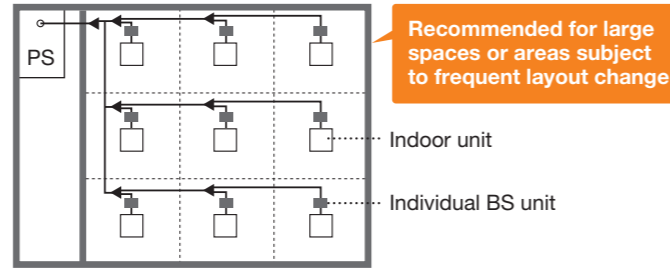 PS
Recommended for large
spaces or areas subject
to frequent layout change
Indoor unit
Individual BS unit